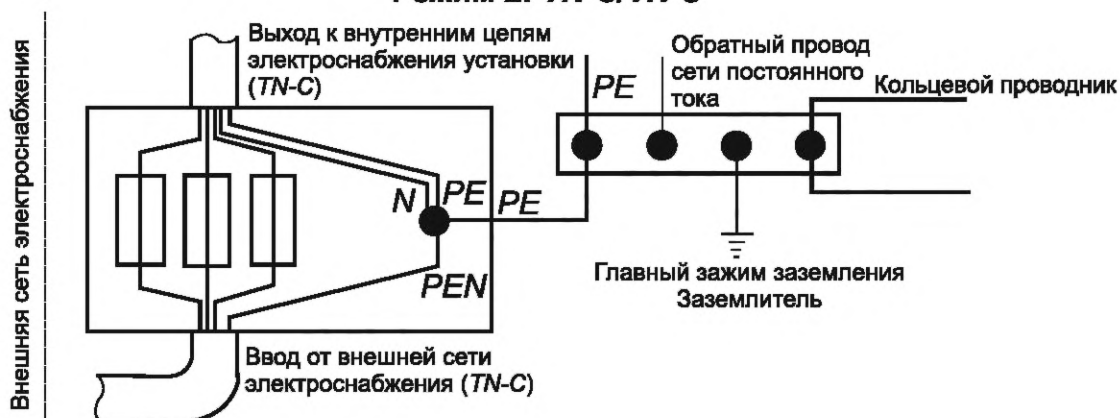 Внешняя сеть электроснабжения
Выход к внутренним цепям
электроснабжения установки
(TN-C)
PE
Обратный провод
сети постоянного
тока
Кольцевой проводник
N
PE
PE
PEN
Главный зажим заземления
Заземлитель
Ввод от внешней сети
электроснабжения (TN-C)